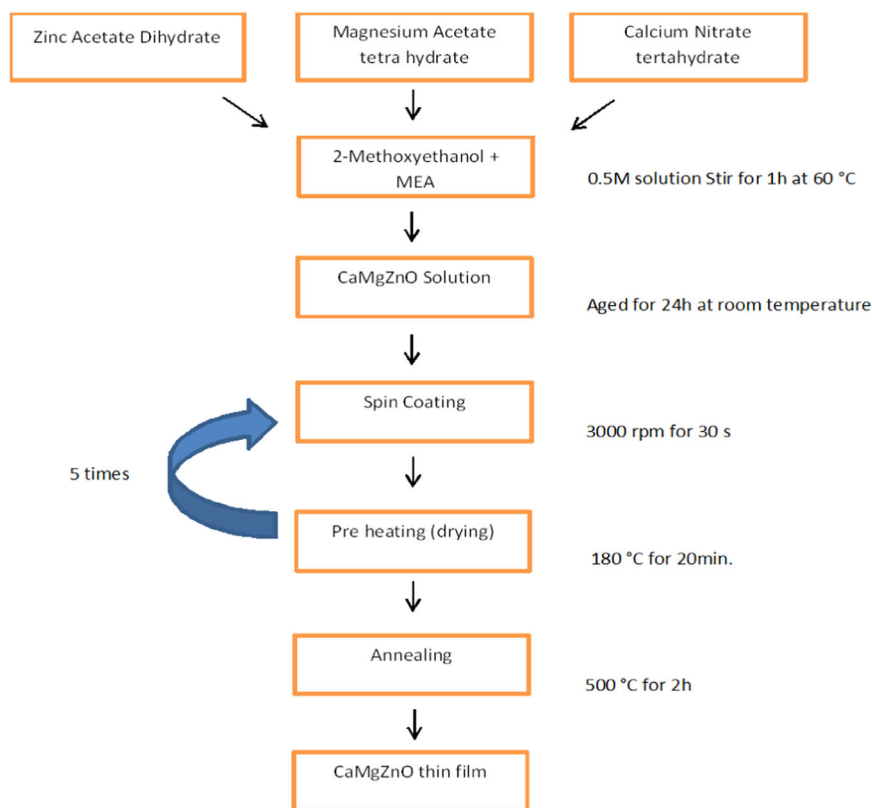 Zinc Acetate Dihydrate
Magnesium Acetate
tetra hydrate
Calcium Nitrate
tertahydrate
2-Methoxyethanol +
MEA
0.5M solution Stir for 1h at 60 °C
CaMgZnO Solution
Aged for 24h at room temperature
Spin Coating
3000 rpm for 30 s
5 times
Pre heating (drying)
180 °C for 20min.
Annealing
500 °C for 2h
CaMgZnO thin film